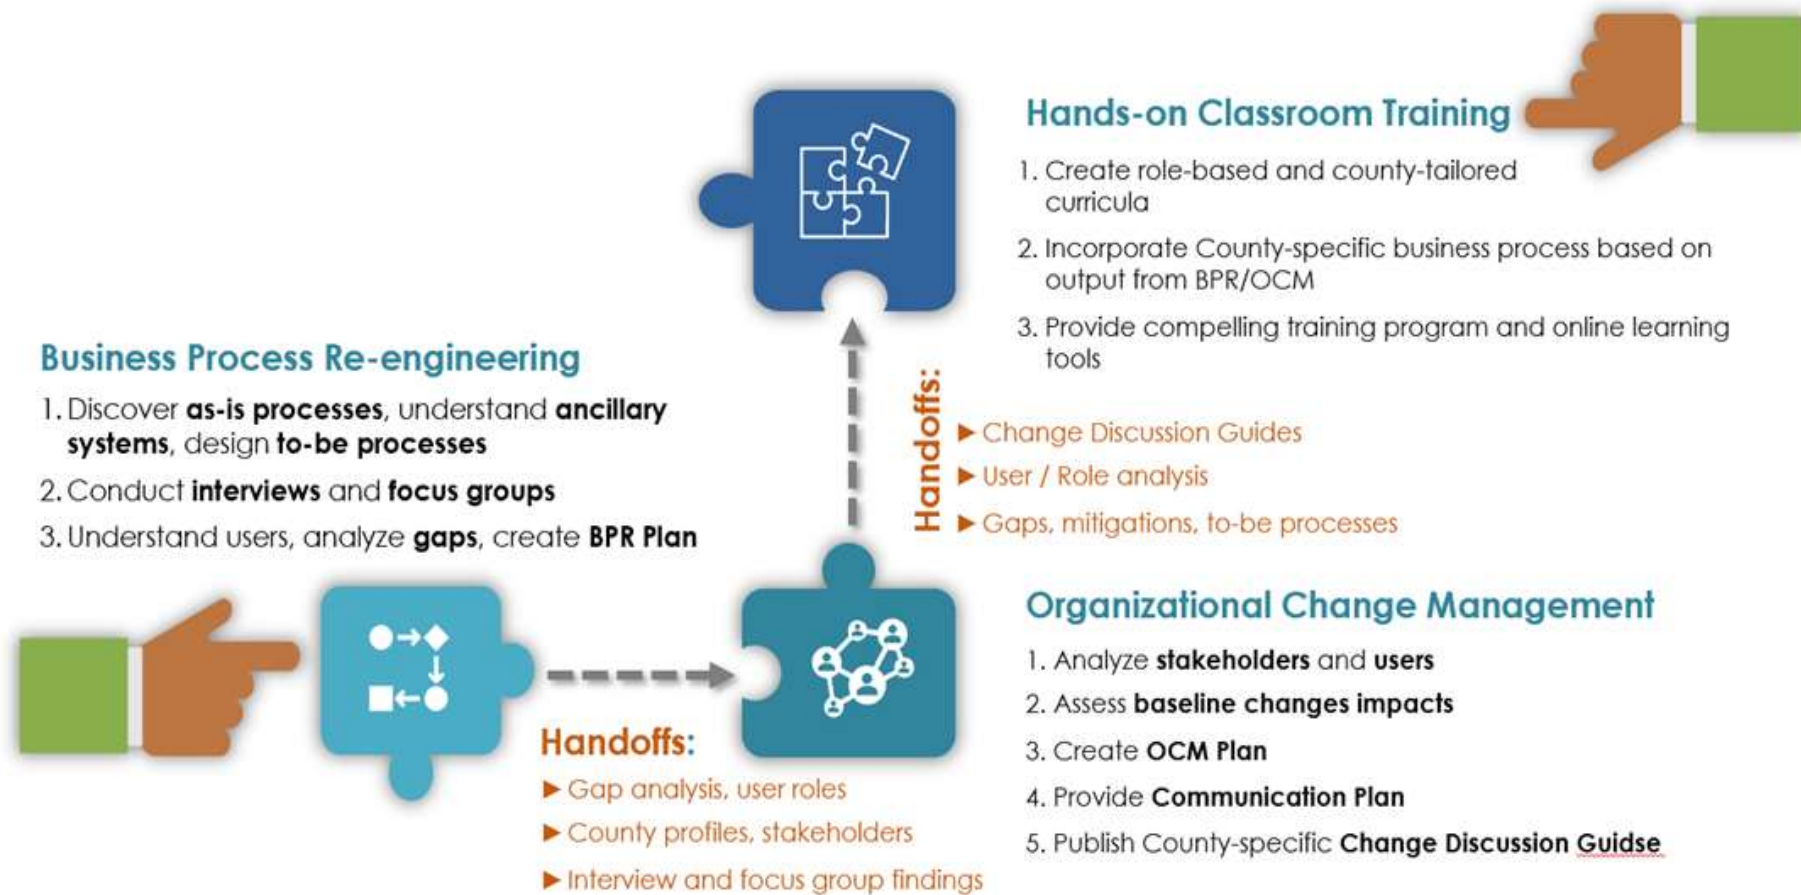 Hands-on Classroom Training
1. Create role-based and county-tailored
curricula
2. Incorporate County-specific business process based on
output from BPR/OCM
3. Provide compelling training program and online learning
tools
Business Process Re-engineering
1. Discover as-is processes, understand ancillary
systems, design to-be processes
2. Conduct interviews and focus groups
3. Understand users, analyze gaps, create BPR Plan
Handoffs:
► Change Discussion Guides
► User / Role analysis
► Gaps, mitigations, to-be processes
Handoffs:
► Gap analysis, user roles
► County profiles, stakeholders
► Interview and focus group findings
Organizational Change Management
1. Analyze stakeholders and users
2. Assess baseline changes impacts
3. Create OCM Plan
4. Provide Communication Plan
5. Publish County-specific Change Discussion Guidse